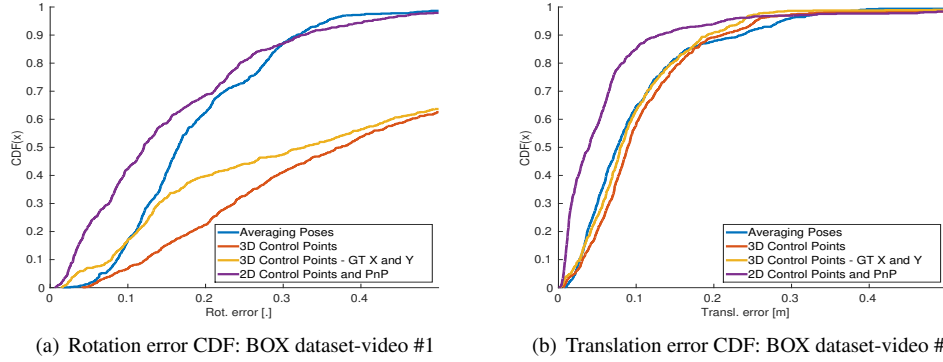 1
0.9
0.8
0.7
0.6
0.5
0.4
0.3
0.2
0.1
0
CDF(x)
0.1
0.2
0.3
0.4
Rot. error [.]
Averaging Poses
3D Control Points
3D Control Points - GT X and Y
2D Control Points and PnP
(a) Rotation error CDF: BOX dataset-video #1
1
0.9
0.8
0.7
0.6
0.5
0.4
0.3
0.2
0.1
0
CDF(x)
0
0.1
0.2
0.3
0.4
Transl. error [m]
Averaging Poses
3D Control Points
3D Control Points - GT X and Y
2D Control Points and PnP
(b) Translation error CDF: BOX dataset-video #